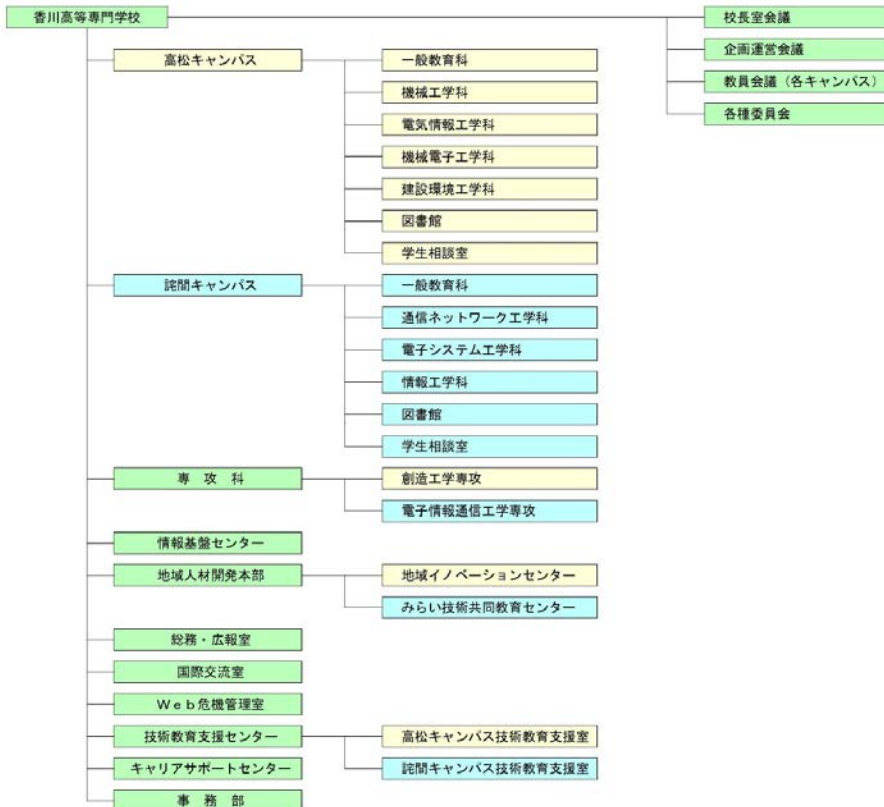 香川高等専門学校
校長室会議
企画運営会議
教員会議（各キャンパス）
各種委員会
高松キャンパス
一般教育科
機械工学科
電気情報工学科
機械電子工学科
建設環境工学科
図書館
学生相談室
詫間キャンパス
一般教育科
通信ネットワーク工学科
電子システム工学科
情報工学科
図書館
学生相談室
専 攻 科
創造工学専攻
電子情報通信工学専攻
情報基盤センター
地域人材開発本部
地域イノベーションセンター
みらい技術共同教育センター
総務・広報室
国際交流室
Ｗｅｂ危機管理室
技術教育支援センター
高松キャンパス技術教育支援室
詫間キャンパス技術教育支援室
キャリアサポートセンター
事 務 部